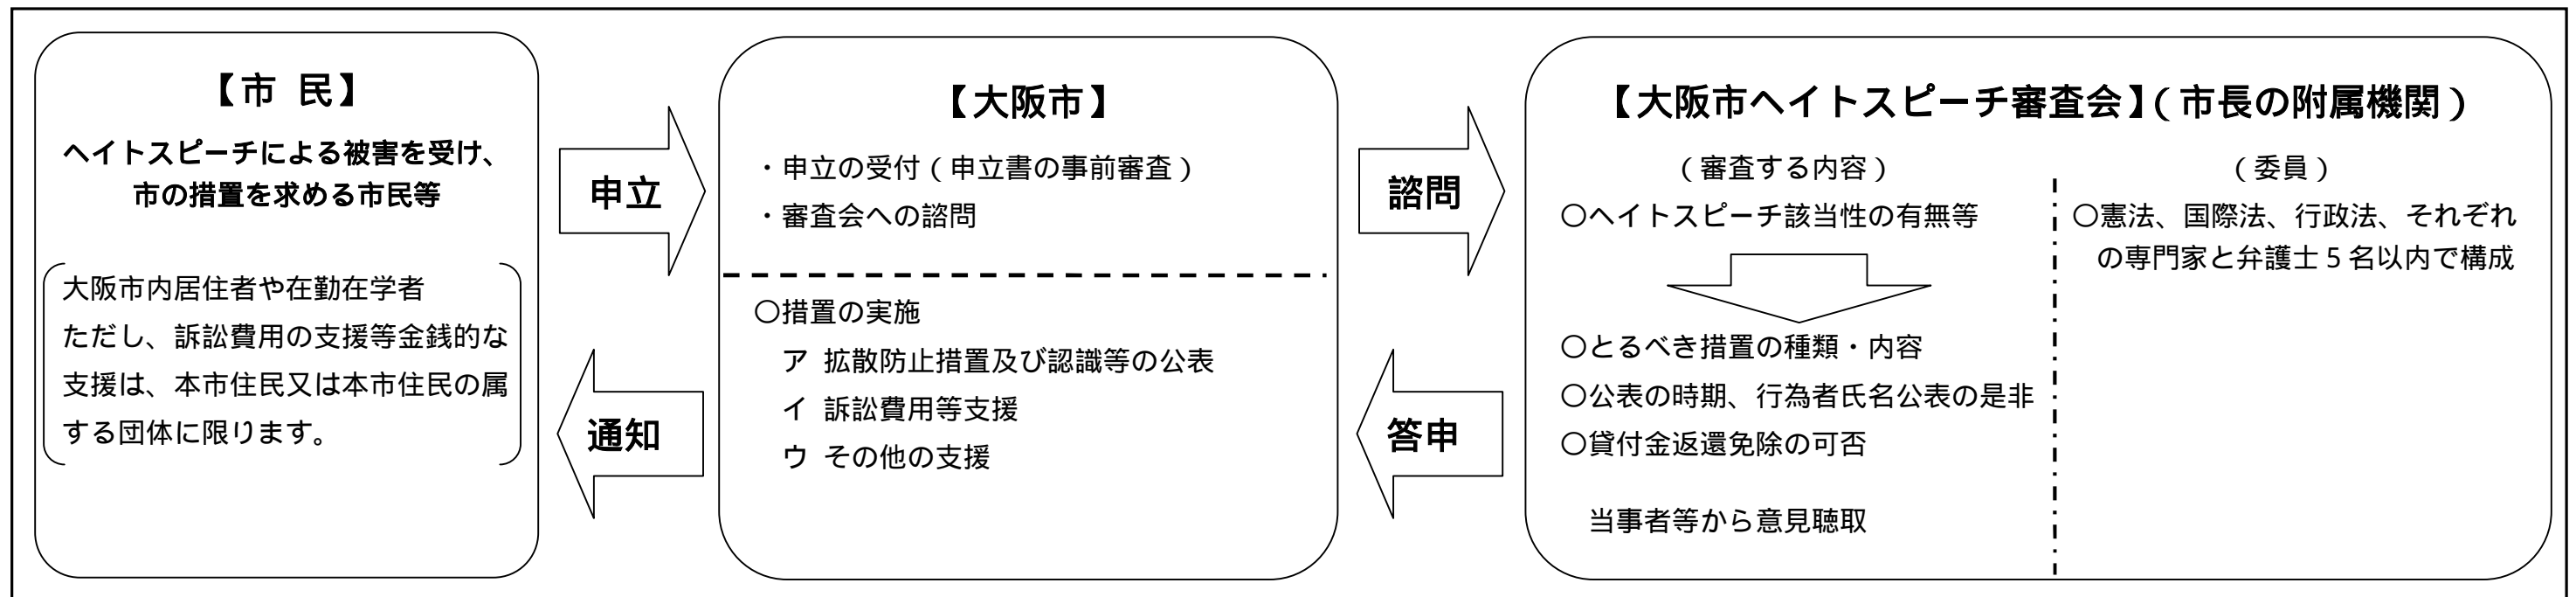 【市 民】
ヘイトスピーチによる被害を受け、
市の措置を求める市民等
大阪市内居住者や在勤在学者
ただし、訴訟費用の支援等金銭的な
支援は、本市住民又は本市住民の属
する団体に限ります。
申立
通知
【大阪市】
・申立の受付（申立書の事前審査）
・審査会への諮問
〇措置の実施
ア 拡散防止措置及び認識等の公表
イ 訴訟費用等支援
ウ その他の支援
諮問
答申
【大阪市ヘイトスピーチ審査会】（市長の附属機関）
（審査する内容）
〇ヘイトスピーチ該当性の有無等
〇とるべき措置の種類・内容
〇公表の時期、行為者氏名公表の是非
〇貸付金返還免除の可否
当事者等から意見聴取
（委員）
〇憲法、国際法、行政法、それぞれ
の専門家と弁護士５名以内で構成